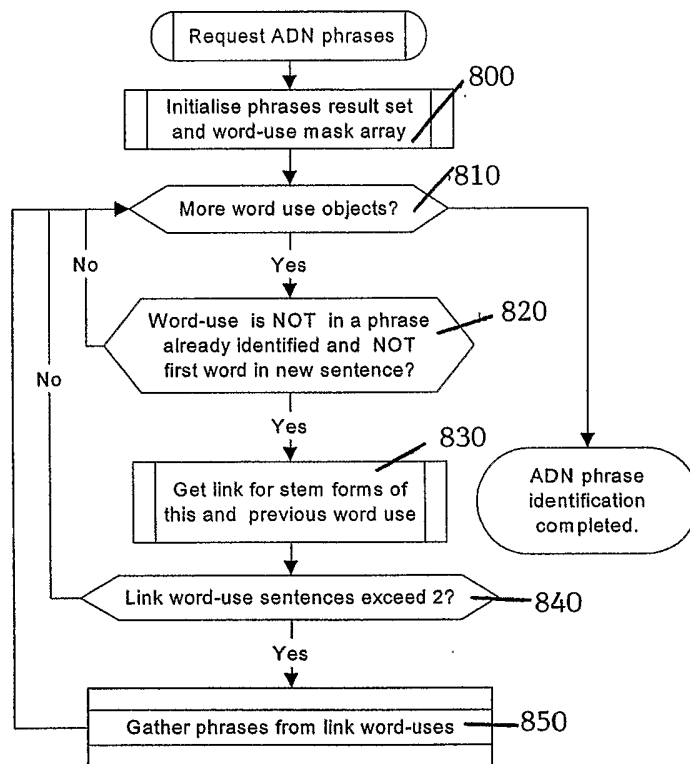 Request ADN phrases
800
Initialise phrases result set
and word-use mask array
810
More word use objects?
No
Yes
820
Word-use is NOT in a phrase
already identified and NOT
first word in new sentence?
No
Yes
830
Get link for stem forms of
this and previous word use
ADN phrase
identification
completed.
Link word-use sentences exceed 2?
840
Yes
Gather phrases from link word-uses
850